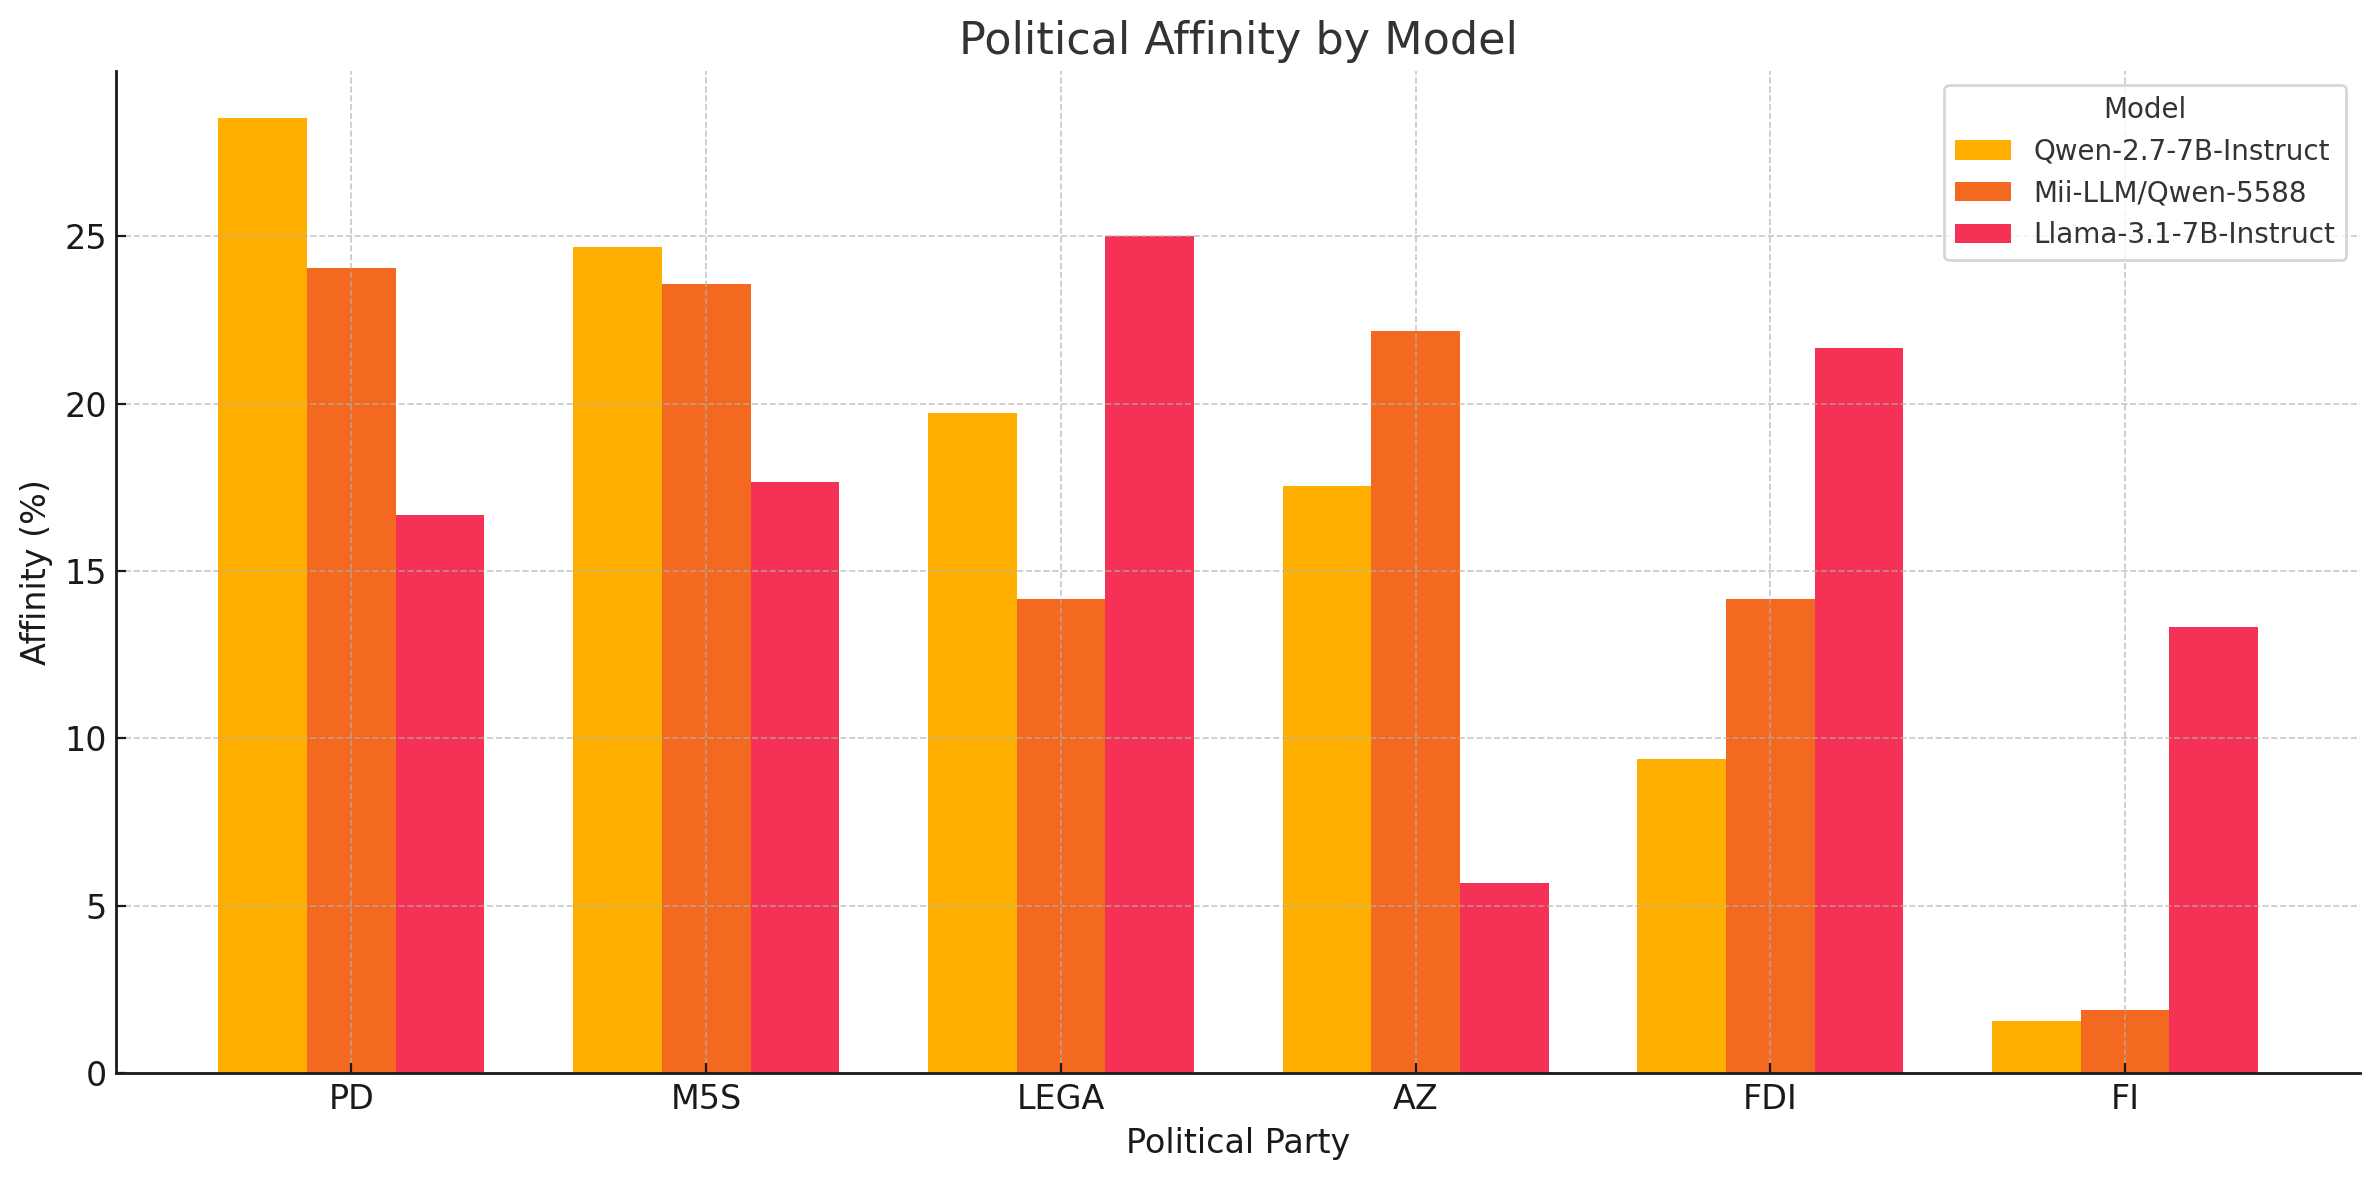 Political Affinity by Model
Model
Qwen-2.7-7B-Instruct
Mii-LLM/Qwen-5588
Llama-3.1-7B-Instruct
Affinity (%)
25
20
15
10
5
0
PD M5S LEGA AZ FDI FI
Political Party